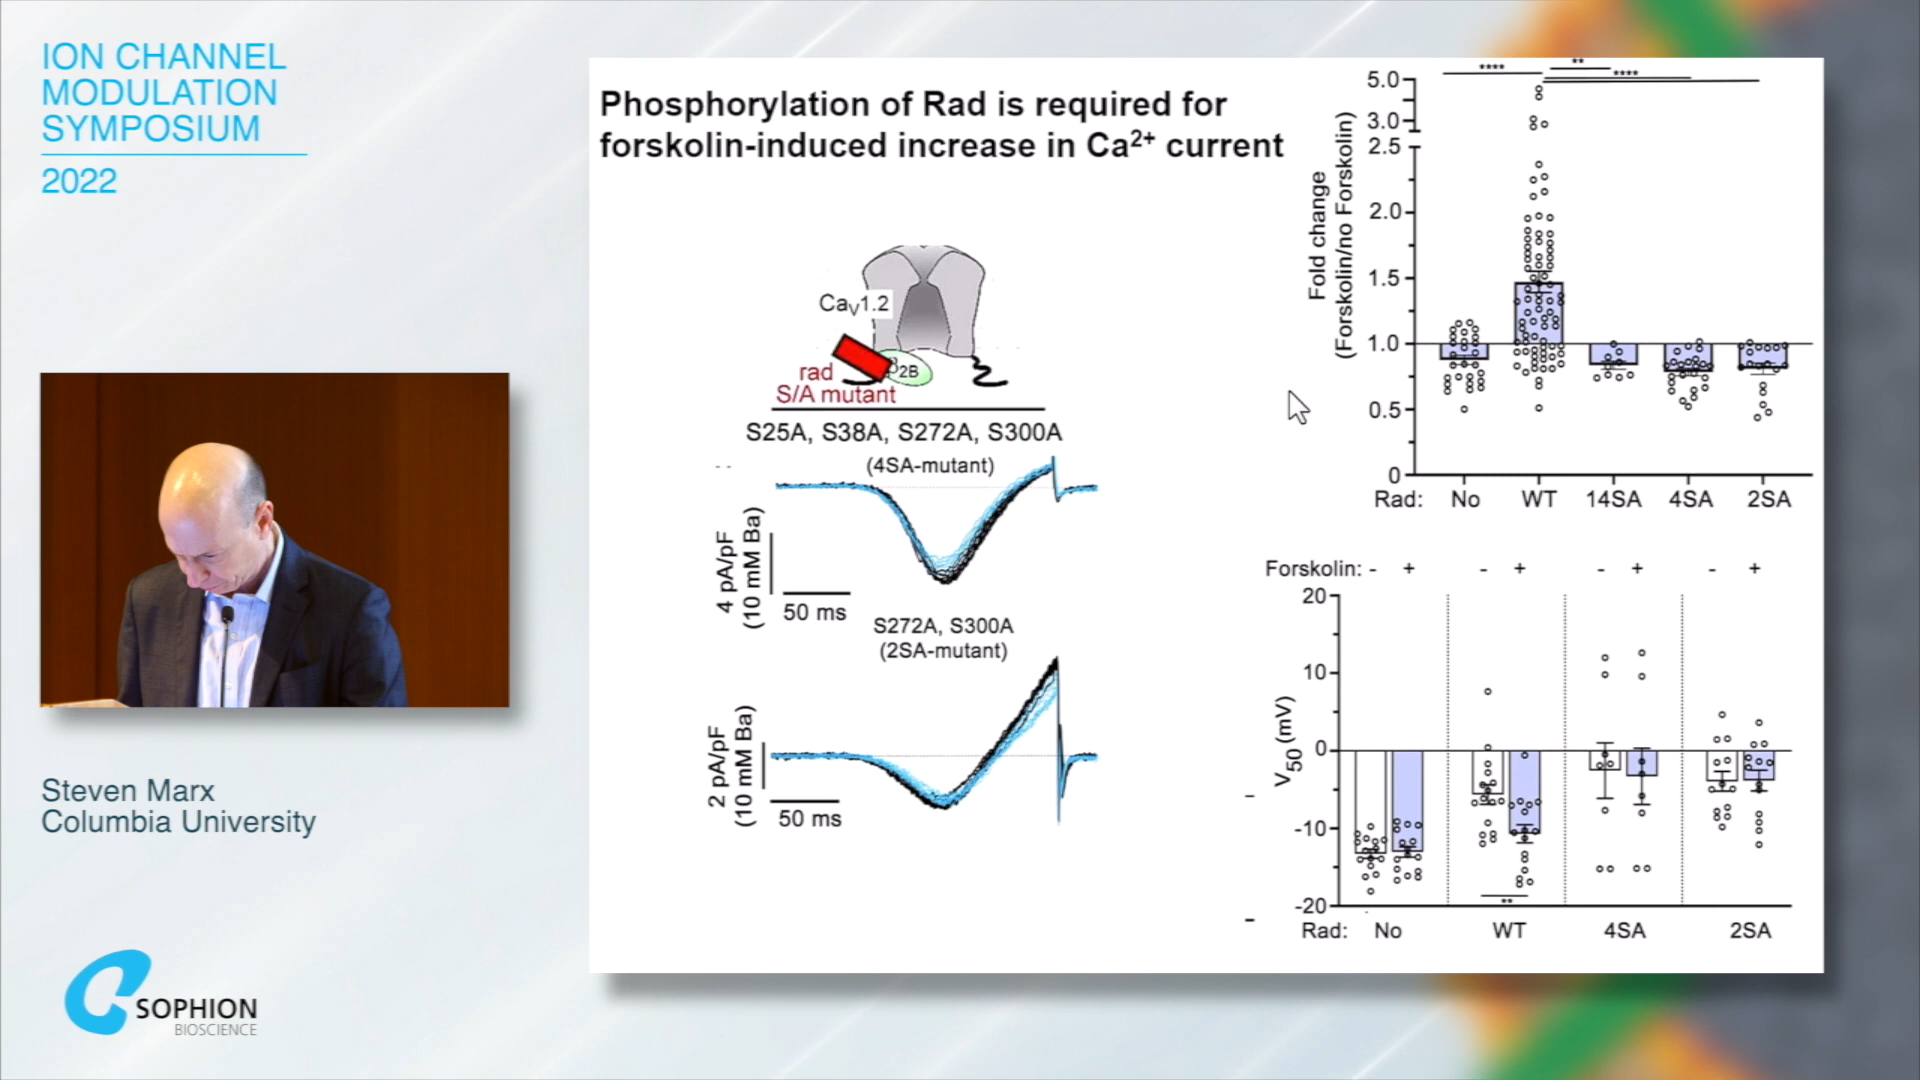 ION CHANNEL
MODULATION
SYMPOSIUM
2022
Steven Marx
Columbia University
SOPHION
BIOSCIENCE
Phosphorylation of Rad is required for
forskolin-induced increase in Ca2+ current
CaV1.2
2B
rad
S/A mutant
S25A, S38A, S272A, S300A
(4SA-mutant)
4 pA/pF
(10 mM Ba)
50 ms
S272A, S300A
(2SA-mutant)
2 pA/pF
(10 mM Ba)
50 ms
**** ** ****
Fold change
(Forskolin/no Forskolin)
5.0
3.0
2.5
2.0
1.5
1.0
0.5
0
Rad: No WT 14SA 4SA 2SA
Forskolin: - + - + - + - +
V50 (mV)
20
10
0
-10
-20
**
Rad: No WT 4SA 2SA